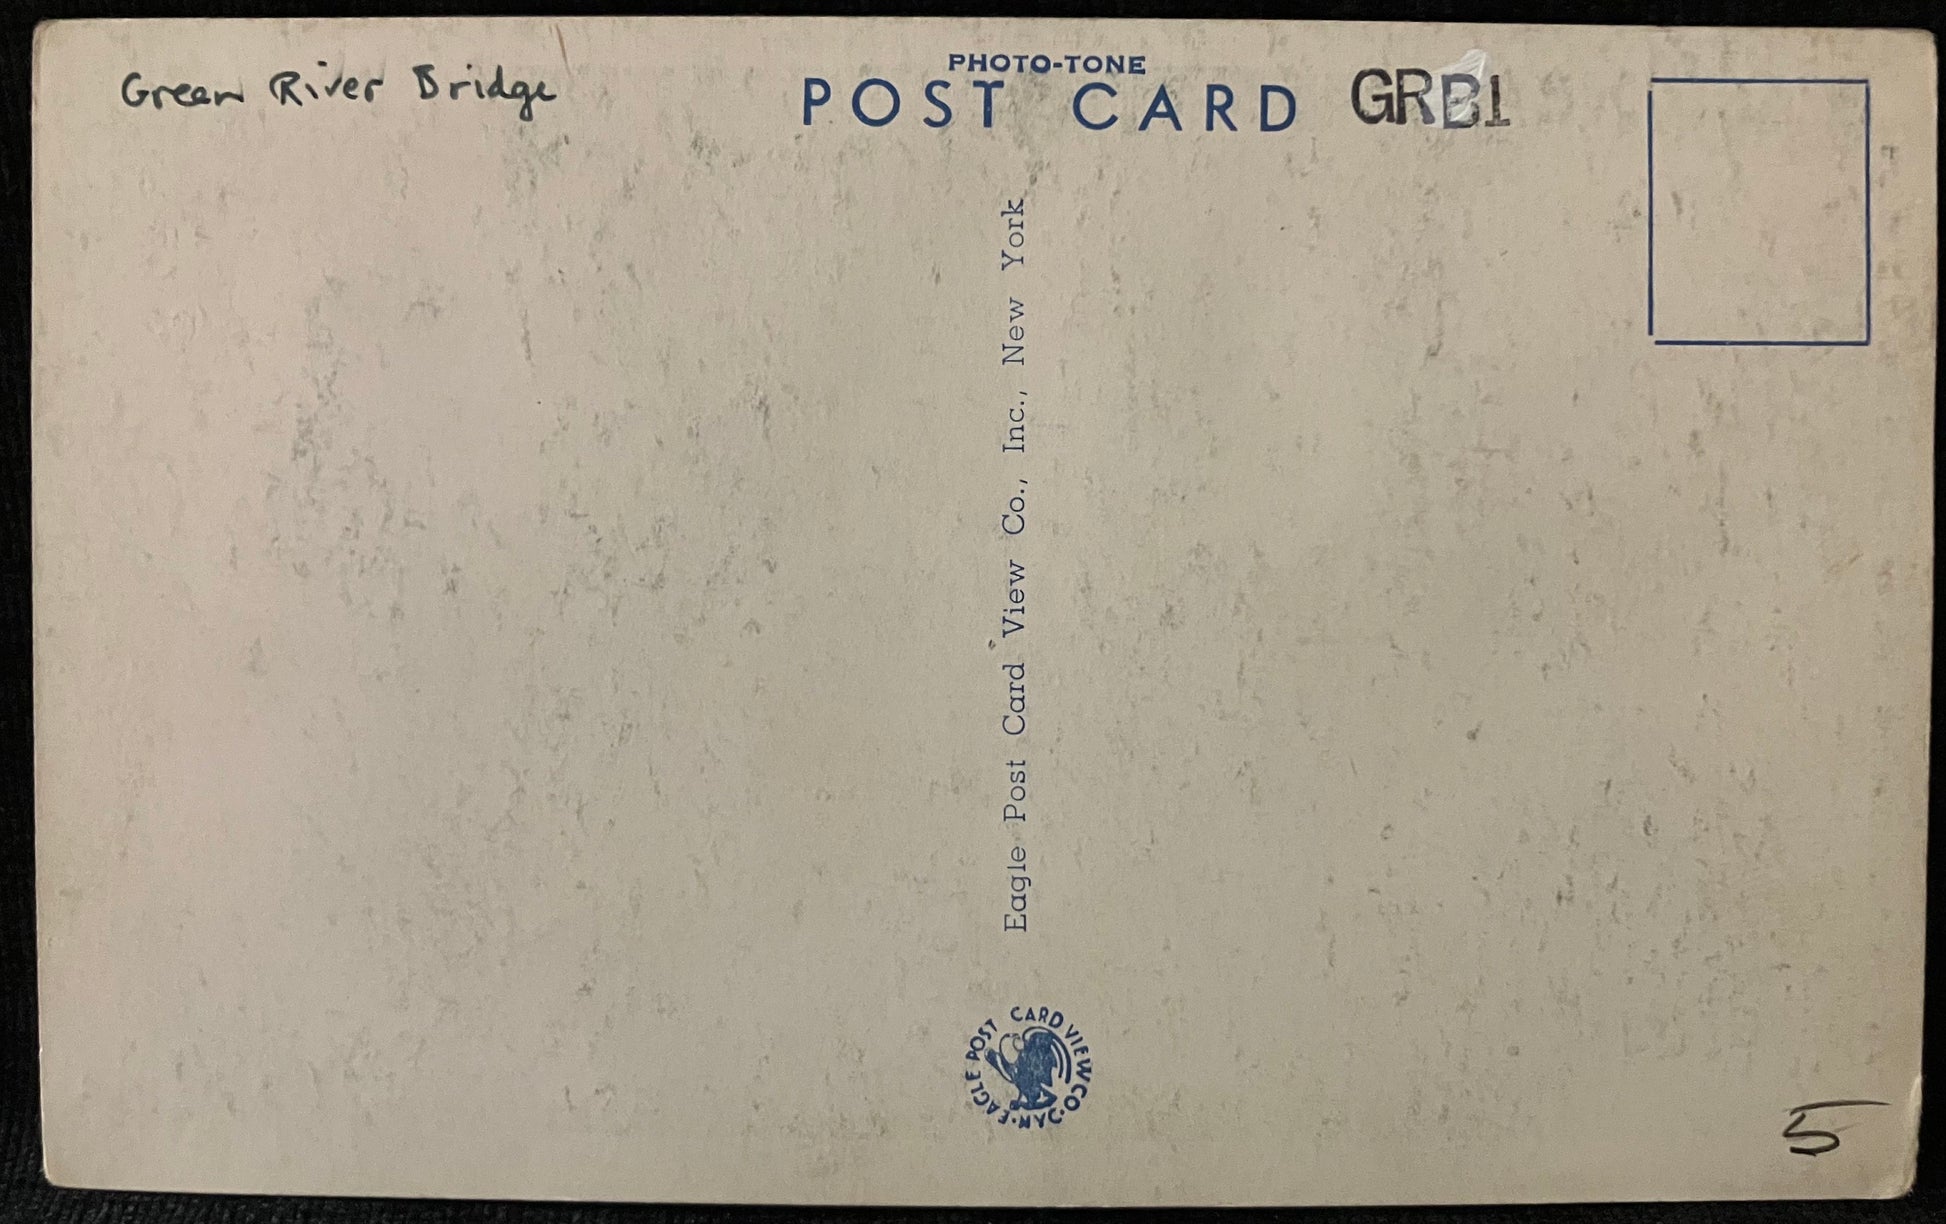 Green River Bridge
PHOTO-TONE
POST CARD
GRB1
Eagle Post Card View Co., Inc., New York
EAGLE POST CARD VIEW CO. N.Y.C.
5